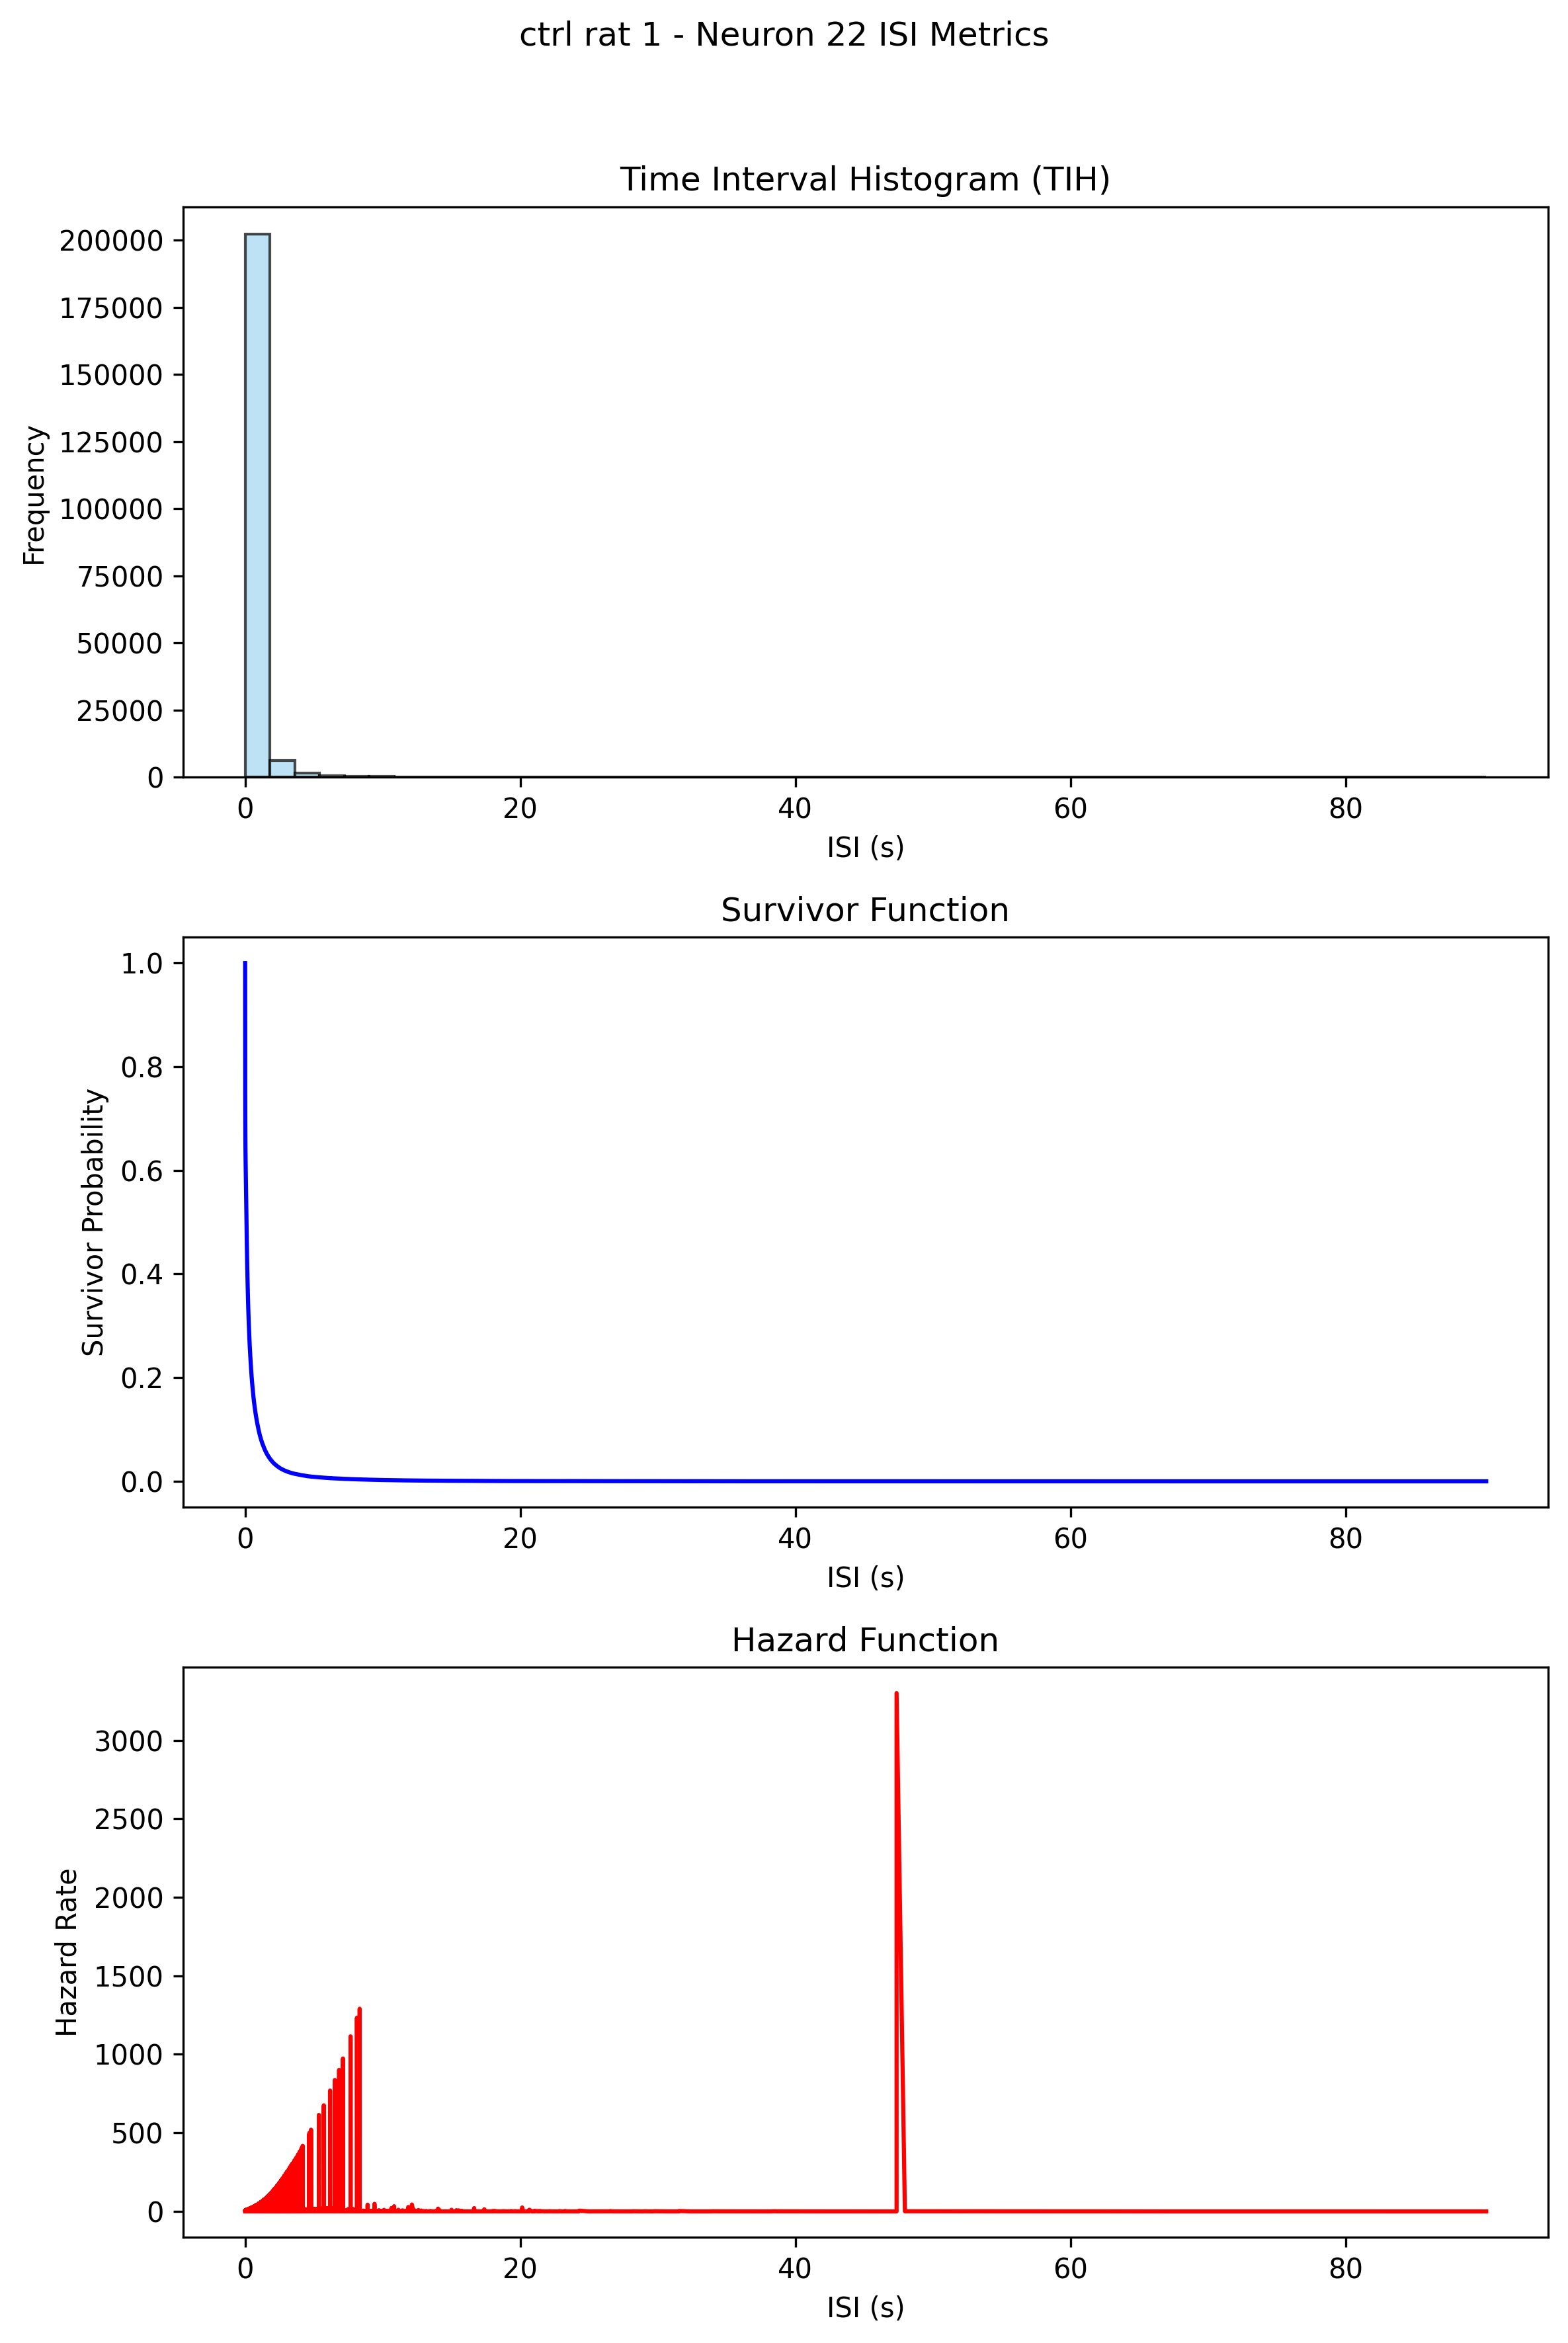 ctrl rat 1 - Neuron 22 ISI Metrics
Time Interval Histogram (TIH)
Frequency
200000
175000
150000
125000
100000
75000
50000
25000
0
0 20 40 60 80
ISI (s)
Survivor Function
Survivor Probability
1.0
0.8
0.6
0.4
0.2
0.0
0 20 40 60 80
ISI (s)
Hazard Function
Hazard Rate
3000
2500
2000
1500
1000
500
0
0 20 40 60 80
ISI (s)